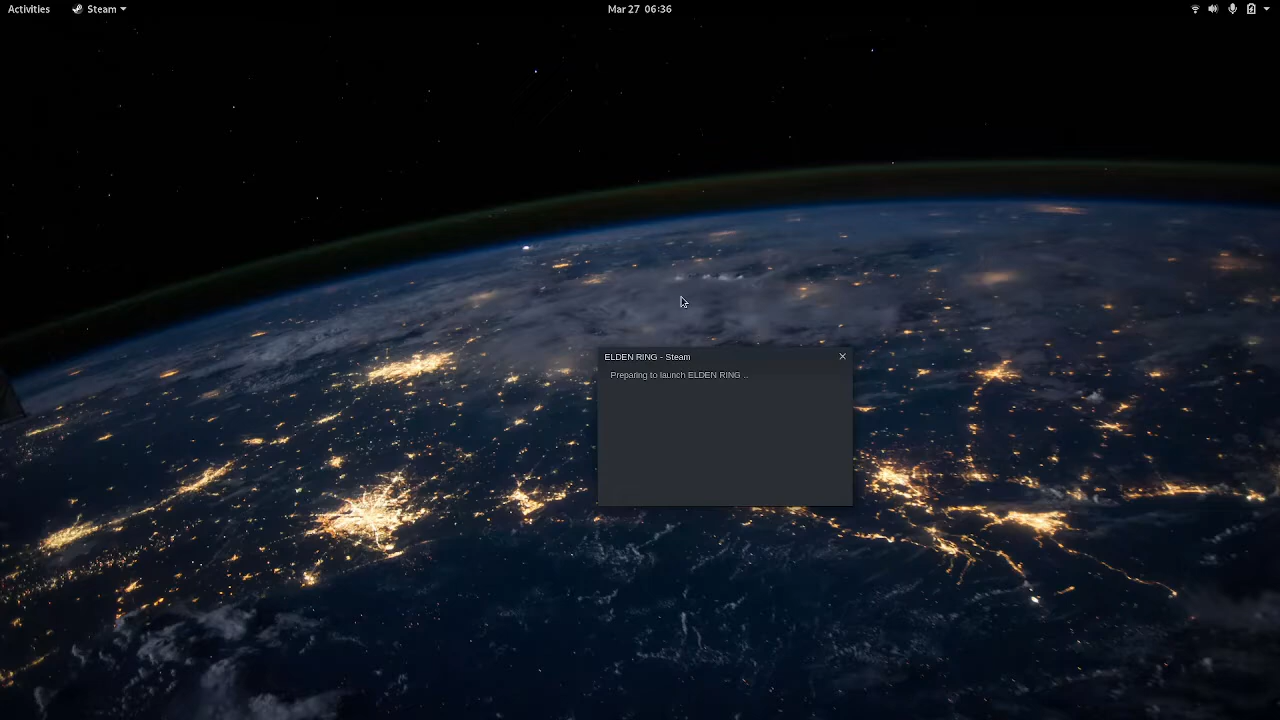 Activities Steam Mar 27 06:36
ELDEN RING - Steam
Preparing to launch ELDEN RING ..